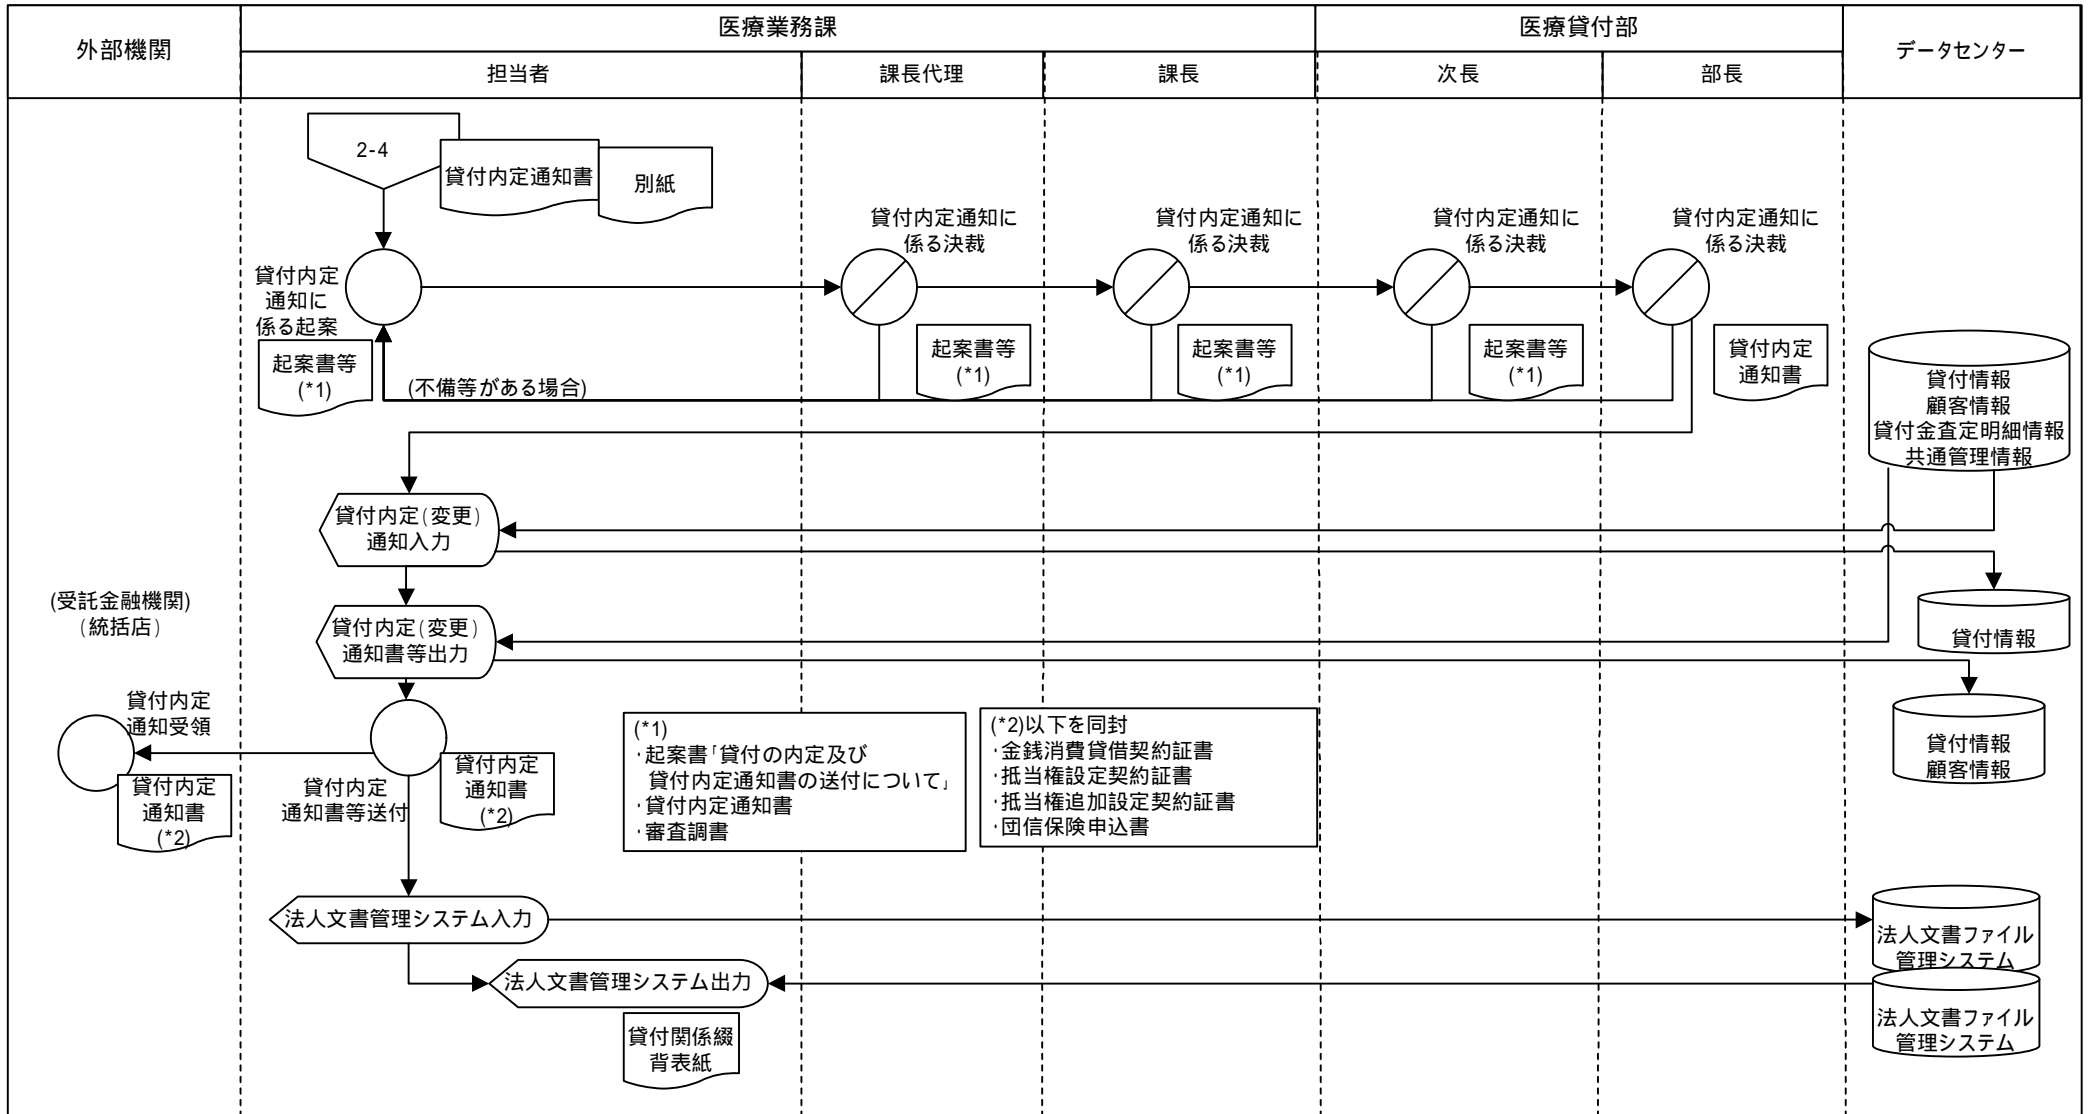 外部機関
医療業務課
医療貸付部
データセンター
担当者
課長代理
課長
次長
部長
2-4
貸付内定通知書
別紙
貸付内定
通知に
係る起案
貸付内定通知に
係る決裁
貸付内定通知に
係る決裁
貸付内定通知に
係る決裁
貸付内定通知に
係る決裁
起案書等
(*1)
(不備等がある場合)
起案書等
(*1)
起案書等
(*1)
起案書等
(*1)
貸付内定
通知書
貸付情報
顧客情報
貸付金査定明細情報
共通管理情報
貸付内定(変更)
通知入力
(受託金融機関)
(統括店)
貸付内定(変更)
通知書等出力
貸付情報
貸付内定
通知受領
貸付内定
通知書
(*2)
貸付内定
通知書等送付
貸付内定
通知書
(*2)
(*1)
・起案書「貸付の内定及び
貸付内定通知書の送付について」
・貸付内定通知書
・審査調書
(*2)以下を同封
・金銭消費貸借契約証書
・抵当権設定契約証書
・抵当権追加設定契約証書
・団信保険申込書
貸付情報
顧客情報
法人文書管理システム入力
法人文書ファイル
管理システム
法人文書管理システム出力
法人文書ファイル
管理システム
貸付関係綴
背表紙